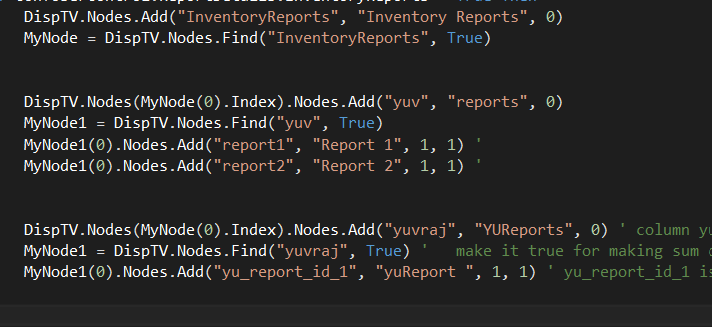 DispTV.Nodes.Add("InventoryReports", "Inventory Reports", 0)
MyNode = DispTV.Nodes.Find("InventoryReports", True)
DispTV.Nodes(MyNode(0).Index).Nodes.Add("yuv", "reports", 0)
MyNode1 = DispTV.Nodes.Find("yuv", True)
MyNode1(0).Nodes.Add("report1", "Report 1", 1, 1) '
MyNode1(0).Nodes.Add("report2", "Report 2", 1, 1) '
DispTV.Nodes(MyNode(0).Index).Nodes.Add("yuvraj", "YUReports", 0) ' column yu
MyNode1 = DispTV.Nodes.Find("yuvraj", True) '   make it true for making sum
MyNode1(0).Nodes.Add("yu_report_id_1", "yuReport ", 1, 1) ' yu_report_id_1 is